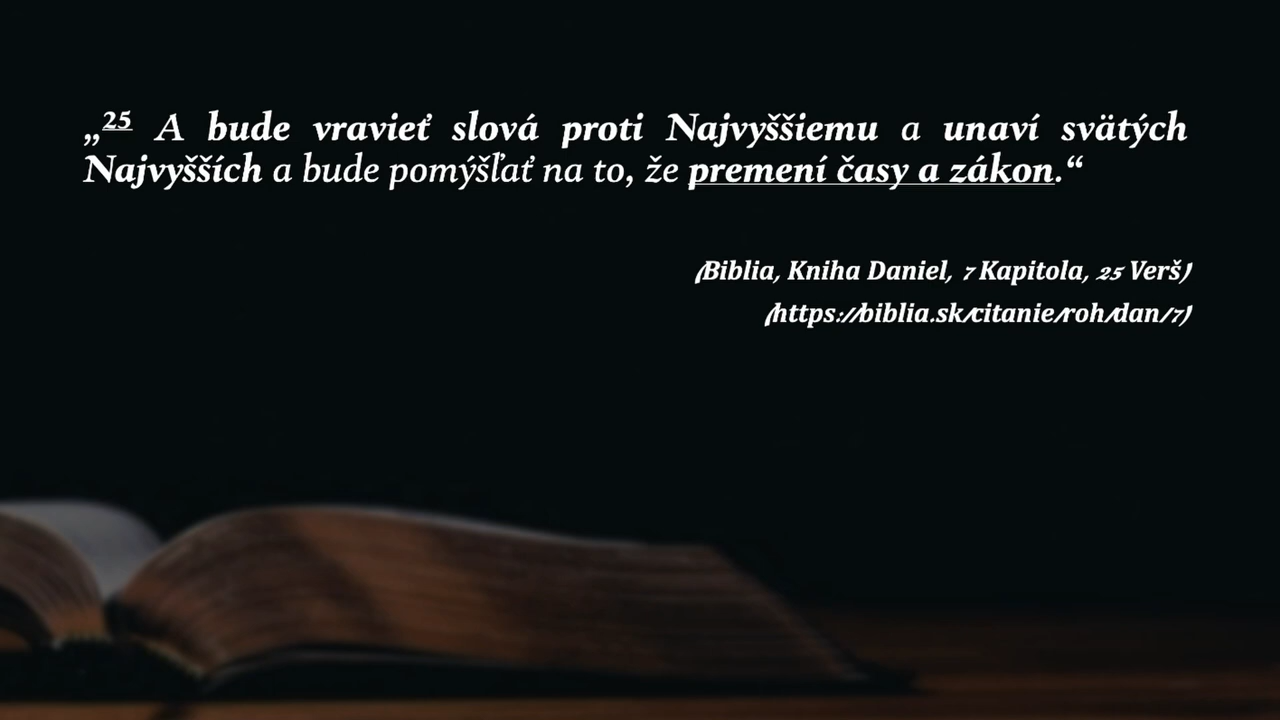 „25 A bude vravieť slová proti Najvyššiemu a unaví svätých
Najvyšších a bude pomýšľať na to, že premení časy a zákon.“
(Biblia, Kniha Daniel, 7 Kapitola, 25 Verš)
(https://biblia.sk/citanie/roh/dan/7)